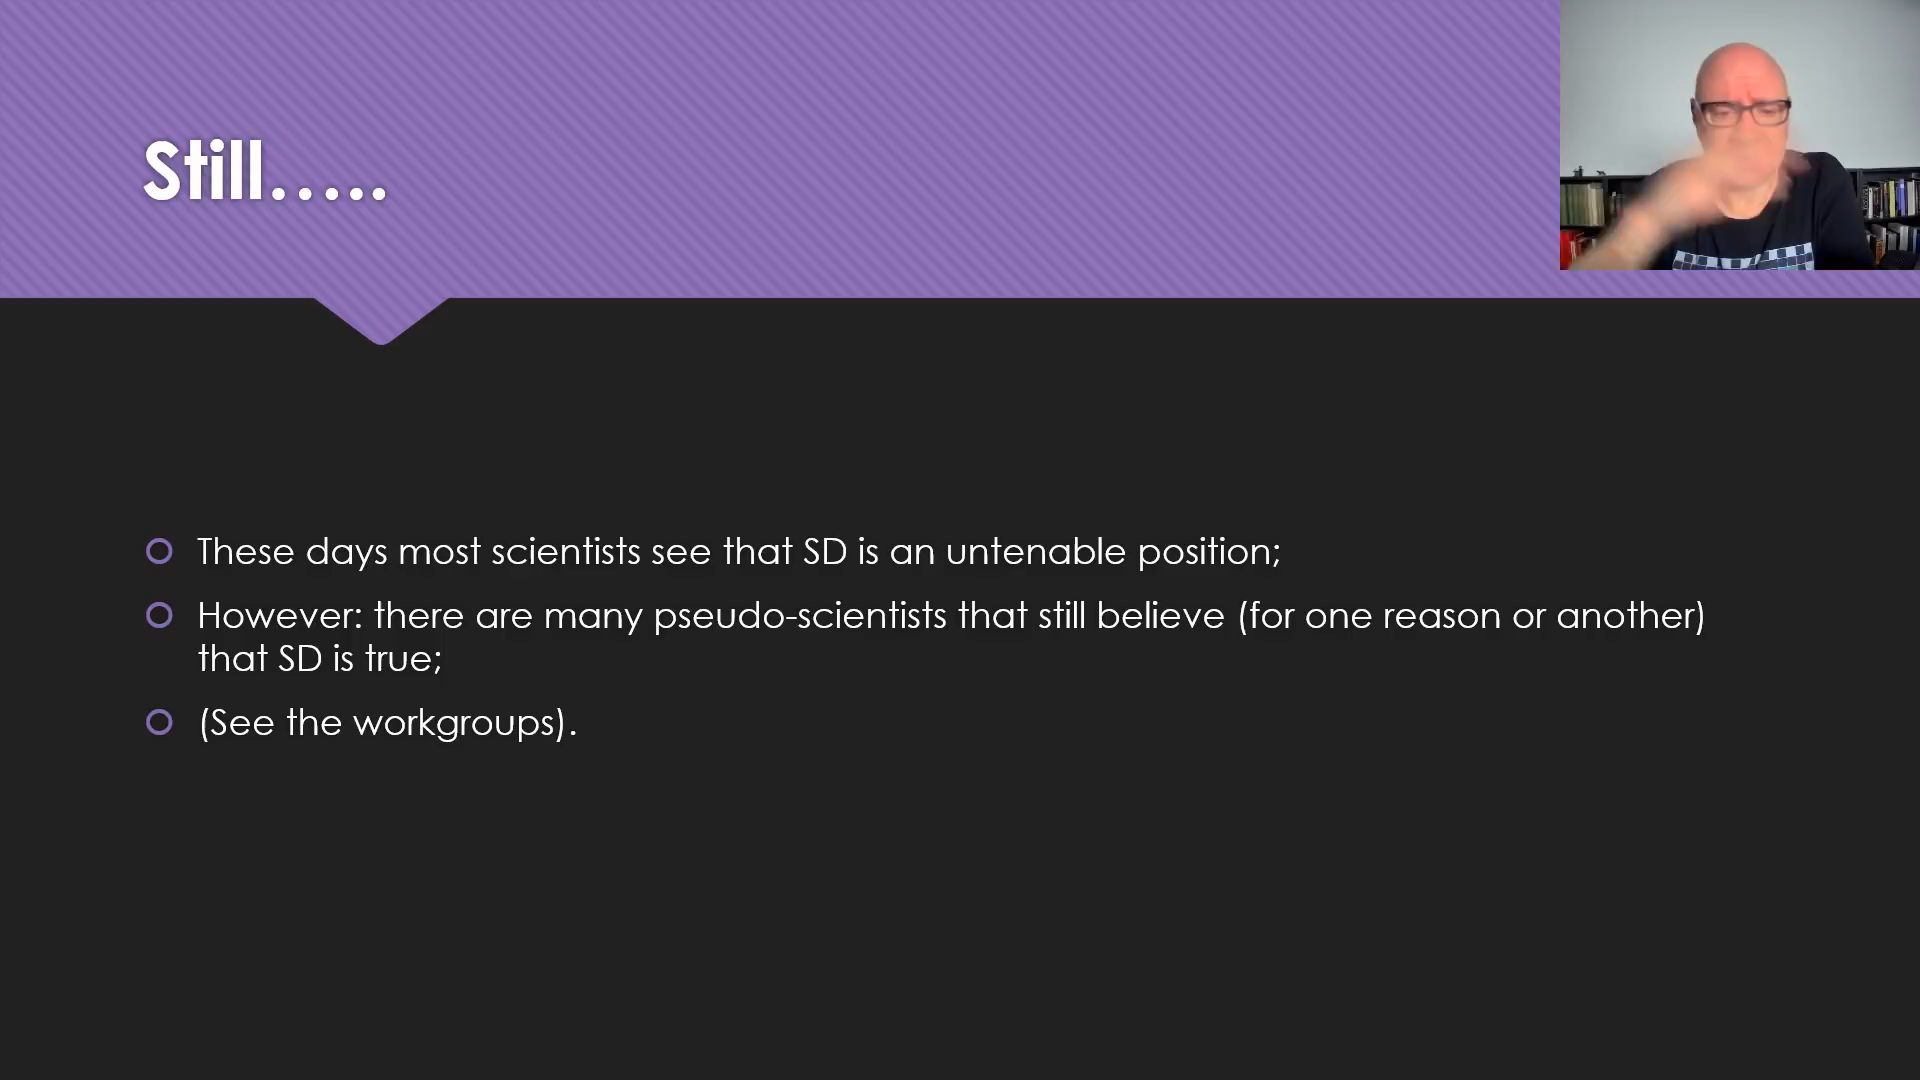 Still.....
These days most scientists see that SD is an untenable position;
However: there are many pseudo-scientists that still believe (for one reason or another)
that SD is true;
(See the workgroups).